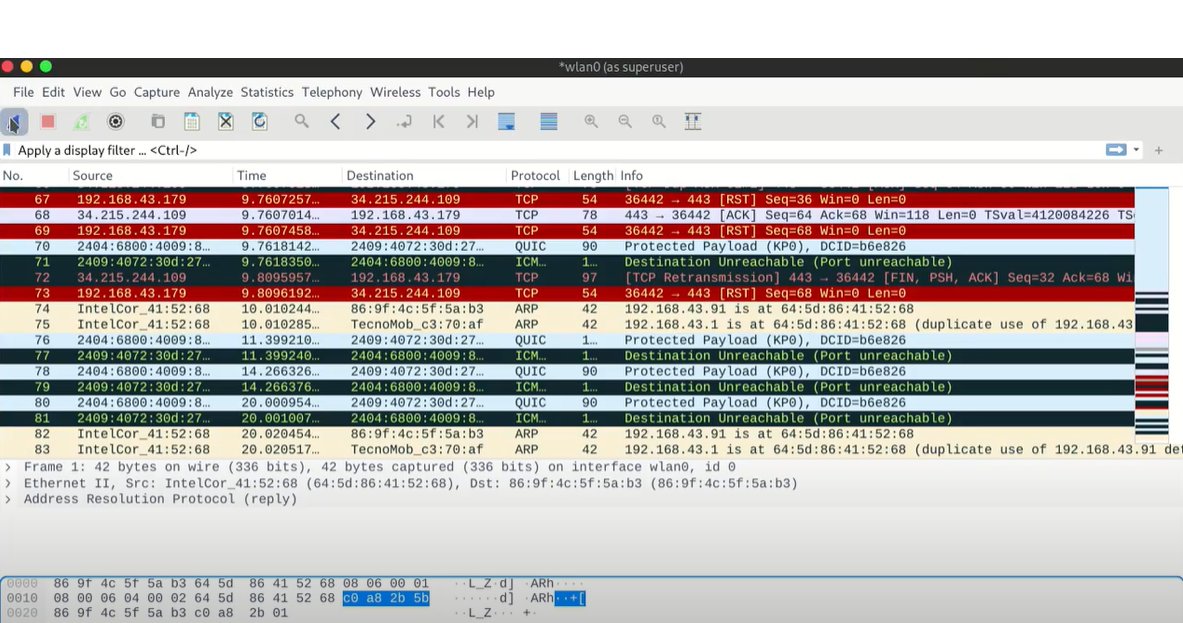 *wlan0 (as superuser)
File Edit View Go Capture Analyze Statistics Telephony Wireless Tools Help
Apply a display filter … <Ctrl-/>
No. Source Time Destination Protocol Length Info
67 192.168.43.179 9.7607257… 34.215.244.109 TCP 54 36442 → 443 [RST] Seq=36 Win=0 Len=0
68 34.215.244.109 9.7607014… 192.168.43.179 TCP 78 443 → 36442 [ACK] Seq=64 Ack=68 Win=118 Len=0 TSval=4120084226 TS
69 192.168.43.179 9.7607458… 34.215.244.109 TCP 54 36442 → 443 [RST] Seq=68 Win=0 Len=0
70 2404:6800:4009:8… 9.7618142… 2409:4072:30d:27… QUIC 90 Protected Payload (KP0), DCID=b6e826
71 2409:4072:30d:27… 9.7618350… 2404:6800:4009:8… ICM… 1… Destination Unreachable (Port unreachable)
72 34.215.244.109 9.8095957… 192.168.43.179 TCP 97 [TCP Retransmission] 443 → 36442 [FIN, PSH, ACK] Seq=32 Ack=68 Wi
73 192.168.43.179 9.8096192… 34.215.244.109 TCP 54 36442 → 443 [RST] Seq=68 Win=0 Len=0
74 IntelCor_41:52:68 10.010244… 86:9f:4c:5f:5a:b3 ARP 42 192.168.43.91 is at 64:5d:86:41:52:68
75 IntelCor_41:52:68 10.010285… TecnoMob_c3:70:af ARP 42 192.168.43.1 is at 64:5d:86:41:52:68 (duplicate use of 192.168.43
76 2404:6800:4009:8… 11.399210… 2409:4072:30d:27… QUIC 1… Protected Payload (KP0), DCID=b6e826
77 2409:4072:30d:27… 11.399240… 2404:6800:4009:8… ICM… 1… Destination Unreachable (Port unreachable)
78 2404:6800:4009:8… 14.266326… 2409:4072:30d:27… QUIC 90 Protected Payload (KP0), DCID=b6e826
79 2409:4072:30d:27… 14.266376… 2404:6800:4009:8… ICM… 1… Destination Unreachable (Port unreachable)
80 2404:6800:4009:8… 20.000954… 2409:4072:30d:27… QUIC 90 Protected Payload (KP0), DCID=b6e826
81 2409:4072:30d:27… 20.001007… 2404:6800:4009:8… ICM… 1… Destination Unreachable (Port unreachable)
82 IntelCor_41:52:68 20.020454… 86:9f:4c:5f:5a:b3 ARP 42 192.168.43.91 is at 64:5d:86:41:52:68
83 IntelCor_41:52:68 20.020517… TecnoMob_c3:70:af ARP 42 192.168.43.1 is at 64:5d:86:41:52:68 (duplicate use of 192.168.43.91 det
Frame 1: 42 bytes on wire (336 bits), 42 bytes captured (336 bits) on interface wlan0, id 0
Ethernet II, Src: IntelCor_41:52:68 (64:5d:86:41:52:68), Dst: 86:9f:4c:5f:5a:b3 (86:9f:4c:5f:5a:b3)
Address Resolution Protocol (reply)
0000 86 9f 4c 5f 5a b3 64 5d 86 41 52 68 08 06 00 01 ··L_Z·d] ·ARh····
0010 08 00 06 04 00 02 64 5d 86 41 52 68 c0 a8 2b 5b ······d] ·ARh··+[
0020 86 9f 4c 5f 5a b3 c0 a8 2b 01 ··L_Z··· +·